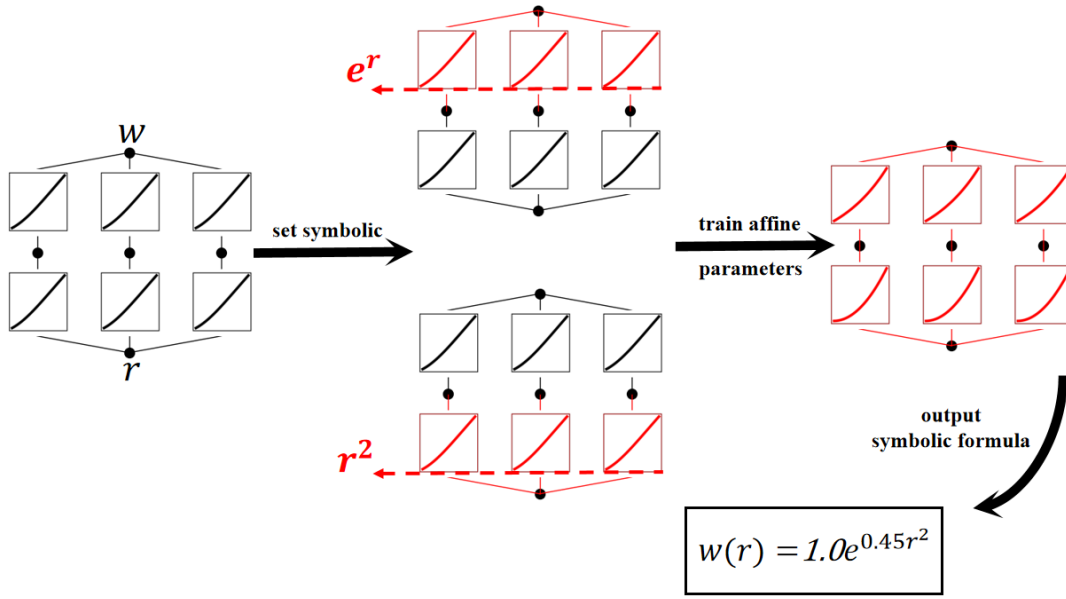 e^r
w
set symbolic
r
r^2
train affine
parameters
output
symbolic formula
w(r) = 1.0e^{0.45r^2}